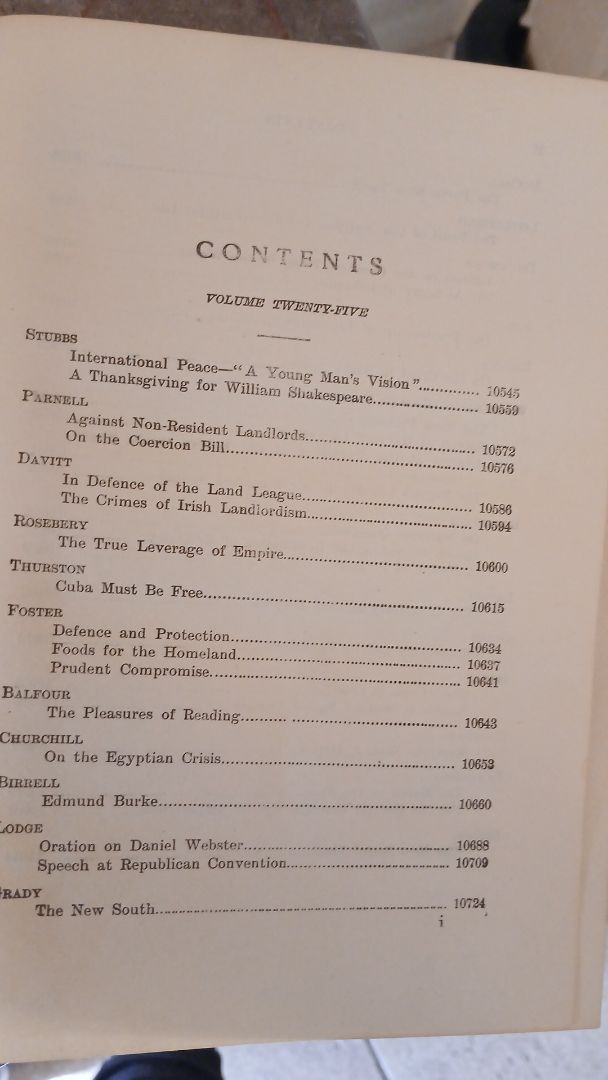 CONTENTS
VOLUME TWENTY-FIVE
STUBBS
International Peace—"A Young Man's Vision".............. 10545
A Thanksgiving for William Shakespeare........................ 10559
PARNELL
Against Non-Resident Landlords........................................ 10572
On the Coercion Bill........................................................... 10576
DAVITT
In Defence of the Land League........................................ 10586
The Crimes of Irish Landlordism....................................... 10594
ROSEBERY
The True Leverage of Empire............................................ 10600
THURSTON
Cuba Must Be Free............................................................ 10615
FOSTER
Defence and Protection..................................................... 10634
Foods for the Homeland.................................................... 10637
Prudent Compromise......................................................... 10641
BALFOUR
The Pleasures of Reading.................................................. 10643
CHURCHILL
On the Egyptian Crisis....................................................... 10653
BIRRELL
Edmund Burke.................................................................... 10660
LODGE
Oration on Daniel Webster................................................. 10688
Speech at Republican Convention...................................... 10709
GRADY
The New South................................................................... 10724
i